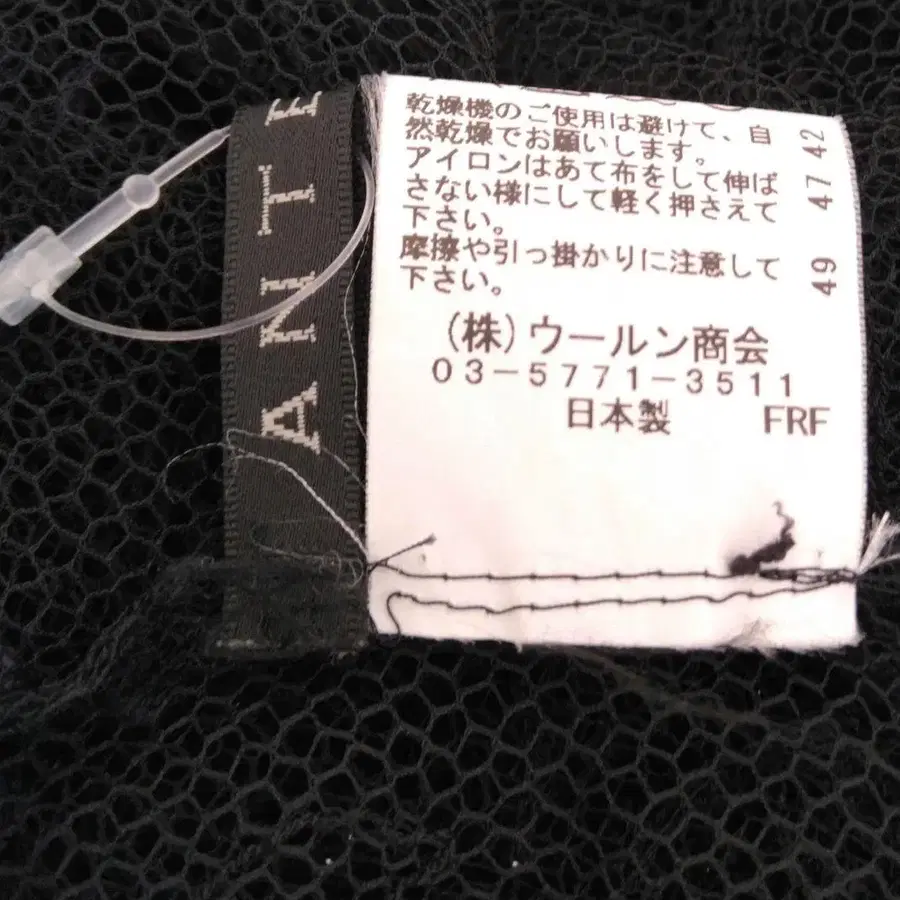 ANTE
乾燥機のご使用は避けて、自
然乾燥でお願いします。
アイロンはあて布をして伸ば
さない様にして軽く押さえて
下さい。
摩擦や引っ掛かりに注意して
下さい。
(株)ウールン商会
03-5771-3511
日本製 FRF
49 47 42